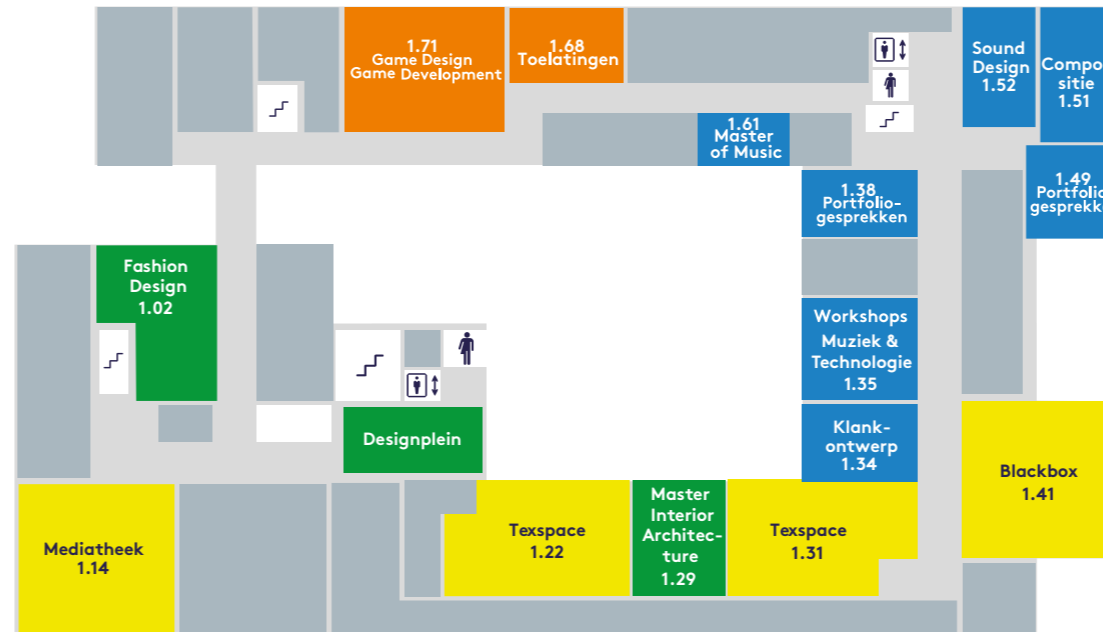 1.71
Game Design
Game Development
1.68
Toelatingen
Sound
Design
1.52
Compo
sitie
1.51
1.61
Master
of Music
1.38
Portfolio-
gesprekken
1.49
Portfolio
gesprekk
Fashion
Design
1.02
Workshops
Muziek &
Technologie
1.35
Designplein
Klank-
ontwerp
1.34
Blackbox
1.41
Mediatheek
1.14
Texspace
1.22
Master
Interior
Architec-
ture
1.29
Texspace
1.31